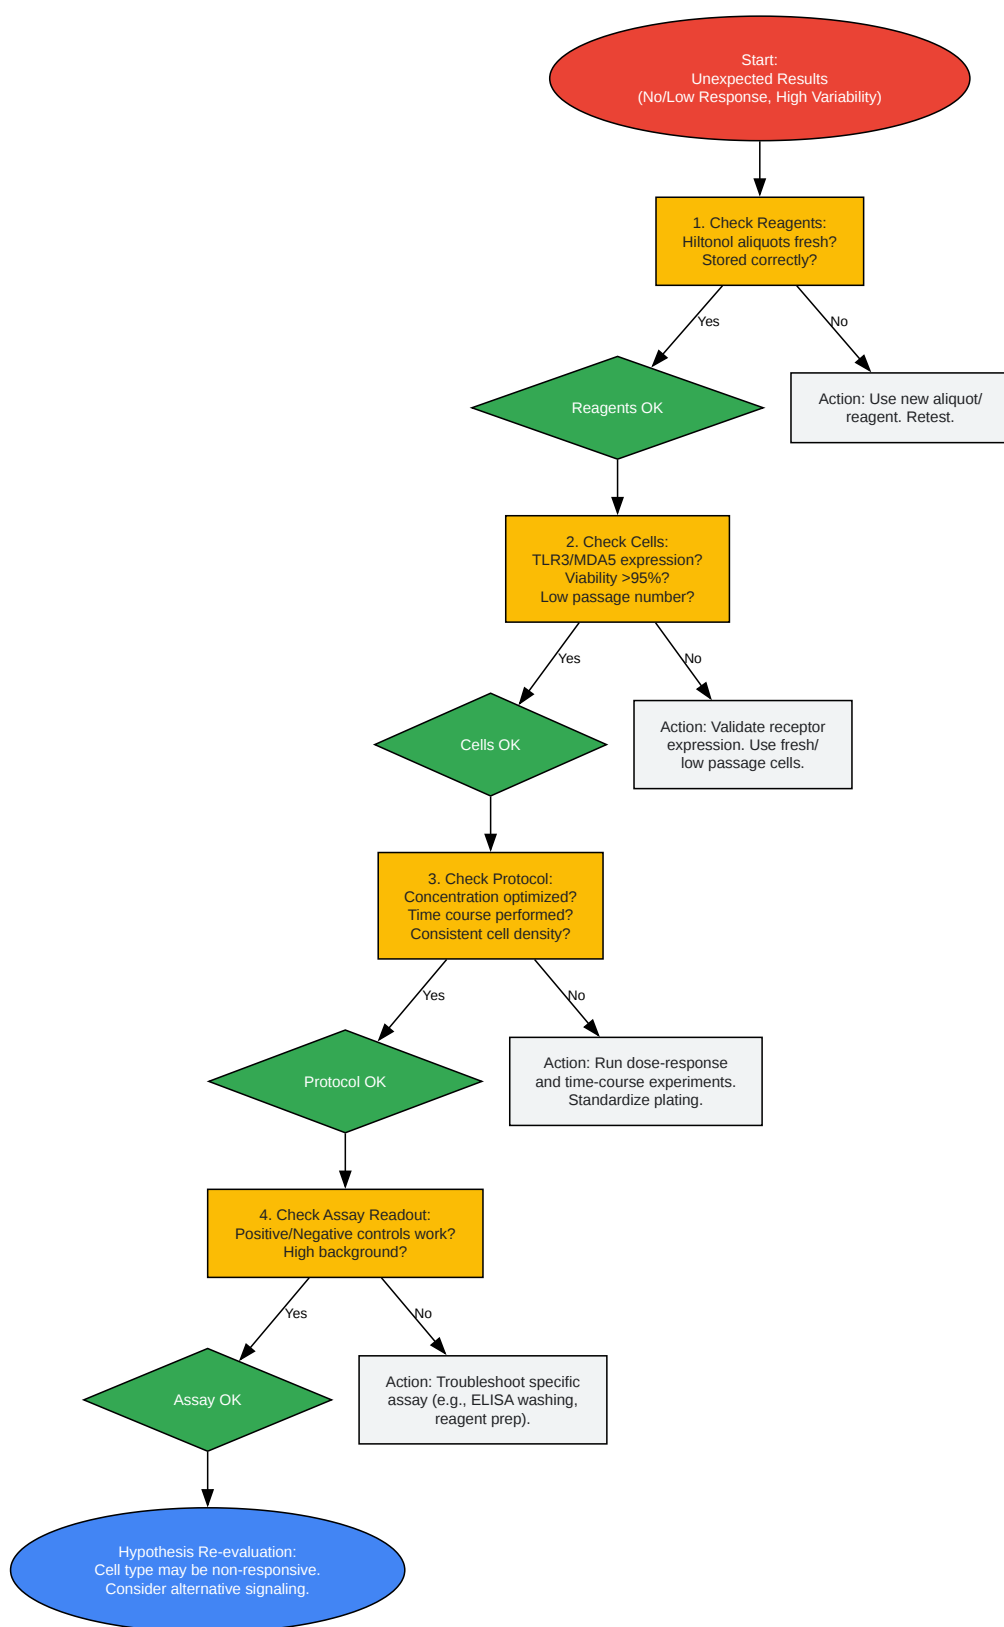 Start:
Unexpected Results
(No/Low Response, High Variability)
1. Check Reagents:
Hiltonol aliquots fresh?
Stored correctly?
Yes
No
Reagents OK
Action: Use new aliquot/
reagent. Retest.
2. Check Cells:
TLR3/MDA5 expression?
Viability >95%?
Low passage number?
Yes
No
Cells OK
Action: Validate receptor
expression. Use fresh/
low passage cells.
3. Check Protocol:
Concentration optimized?
Time course performed?
Consistent cell density?
Yes
No
Protocol OK
Action: Run dose-response
and time-course experiments.
Standardize plating.
4. Check Assay Readout:
Positive/Negative controls work?
High background?
Yes
No
Assay OK
Action: Troubleshoot specific
assay (e.g., ELISA washing,
reagent prep).
Hypothesis Re-evaluation:
Cell type may be non-responsive.
Consider alternative signaling.